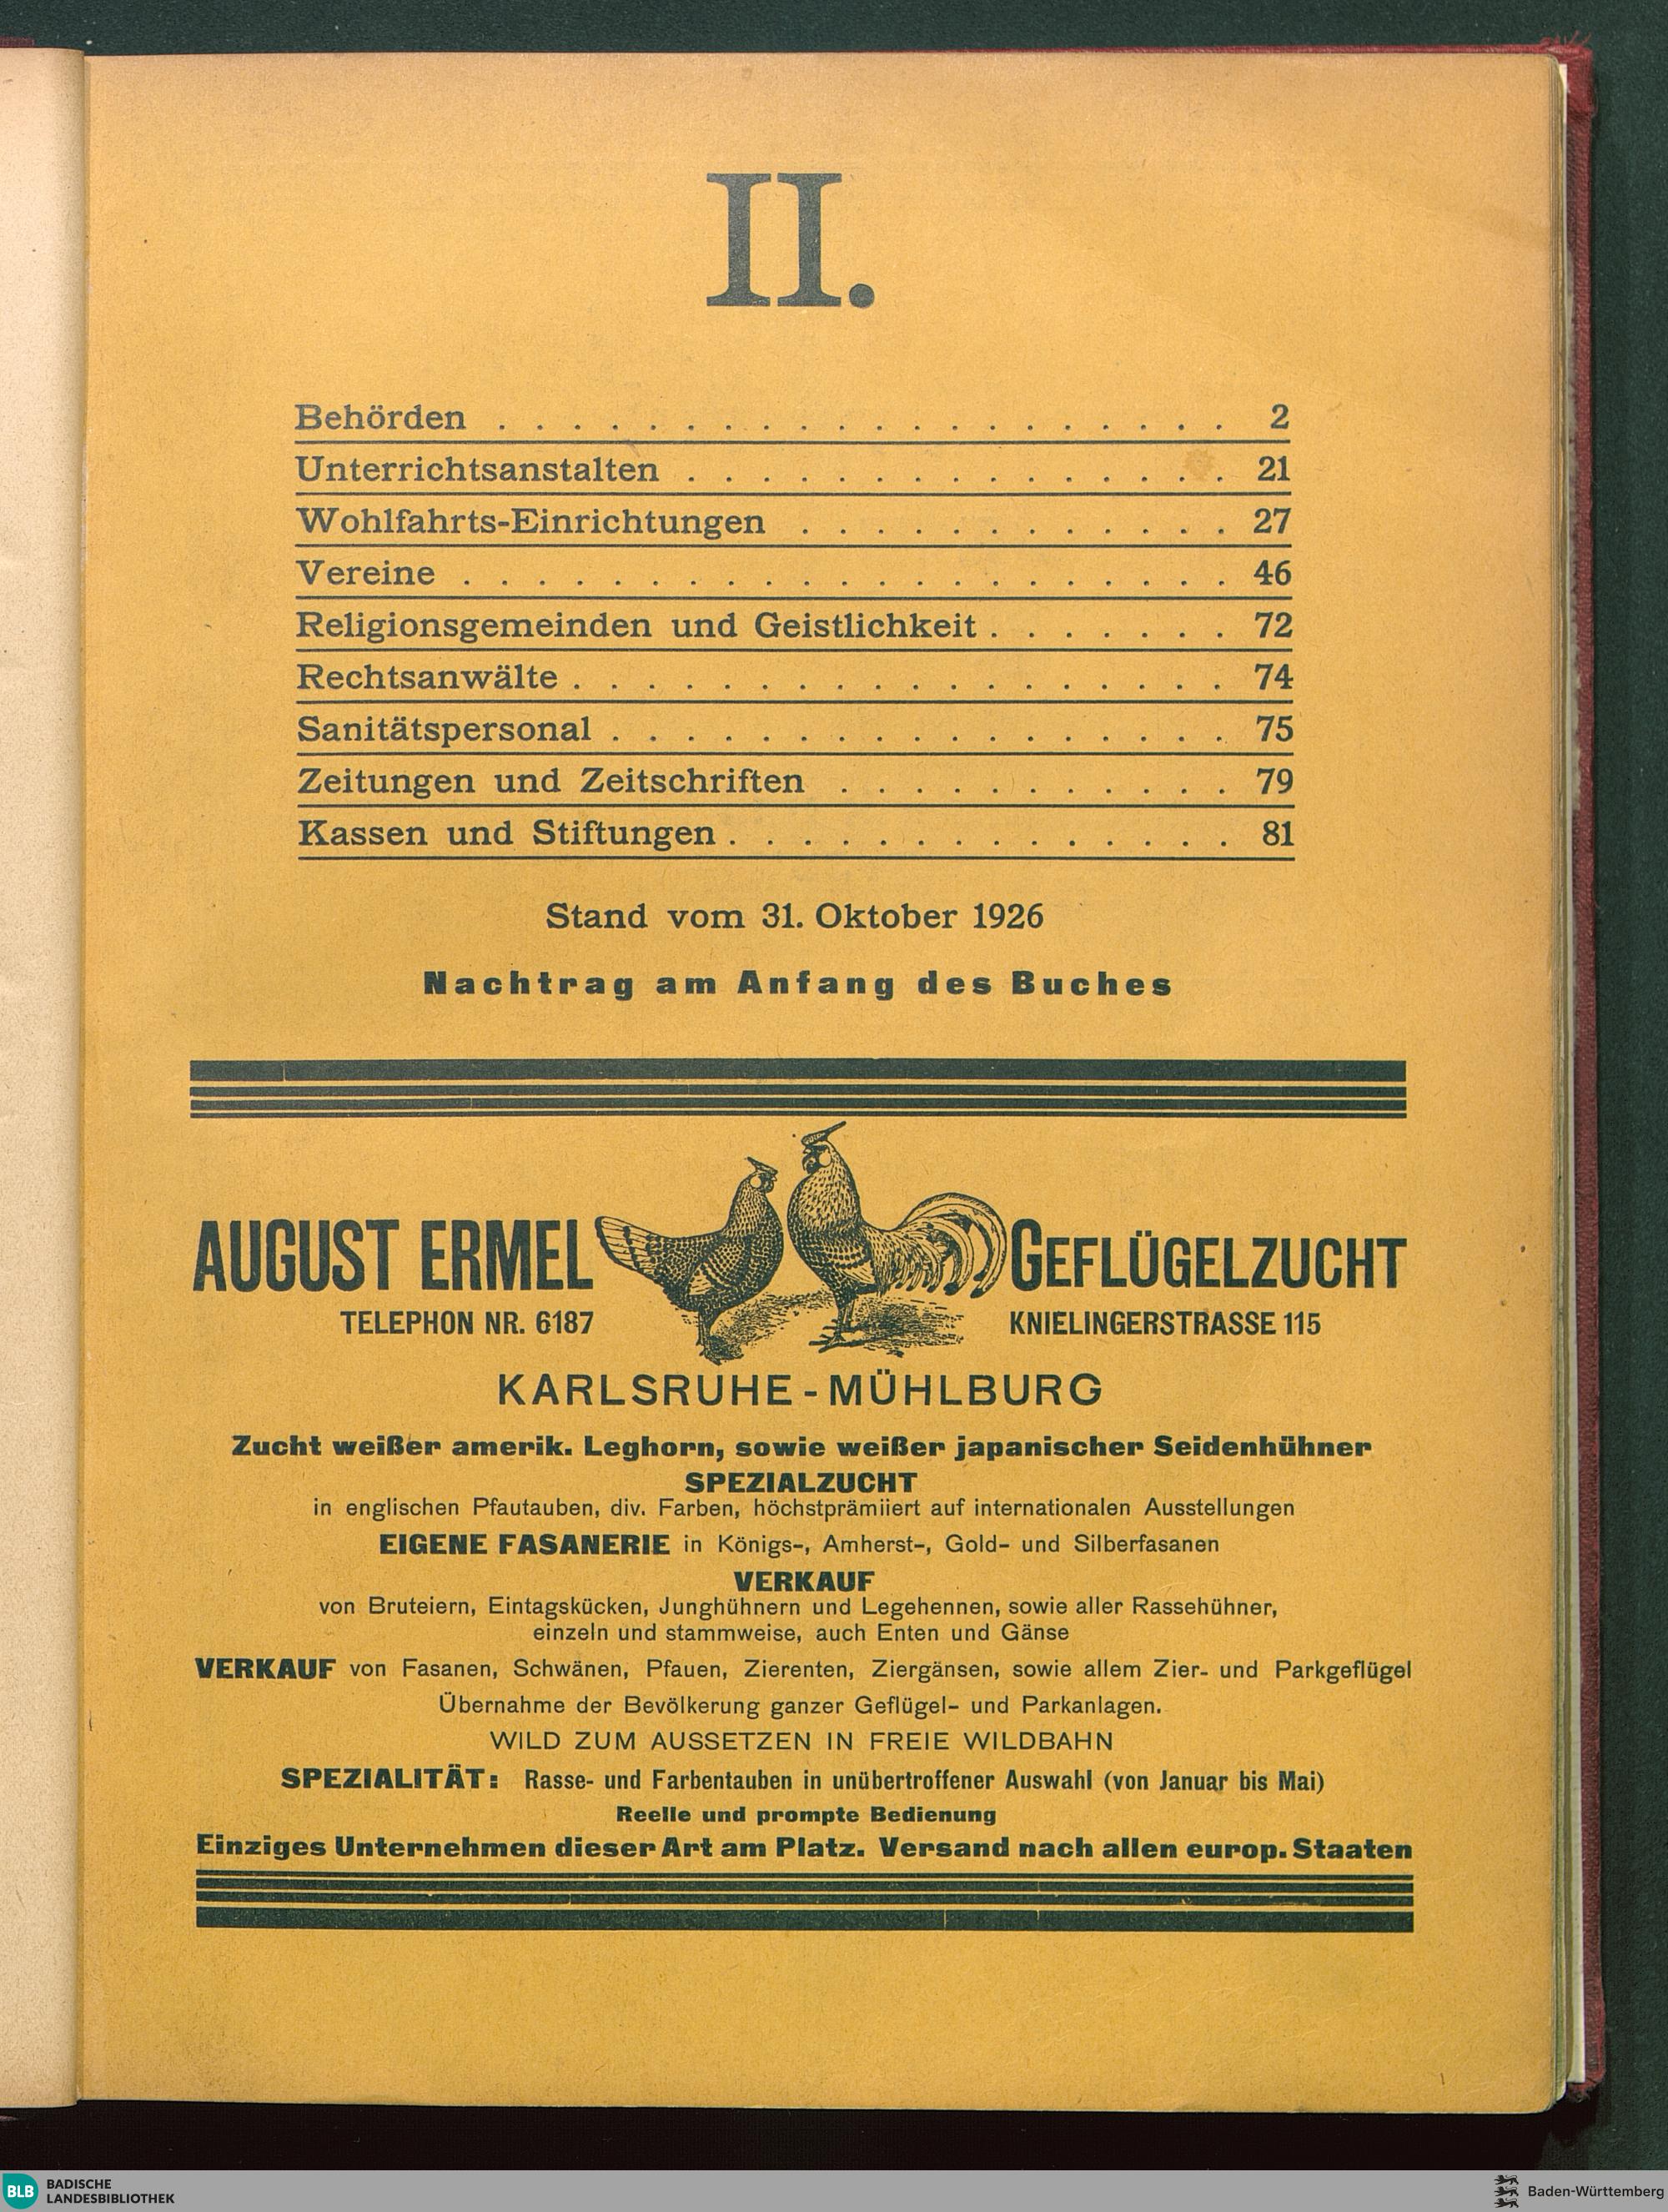 II.
Behörden . . . . . . . . . . . . . . . . . . . . 2
Unterrichtsanstalten . . . . . . . . . . . . . . . 21
Wohlfahrts-Einrichtungen . . . . . . . . . . . . 27
Vereine . . . . . . . . . . . . . . . . . . . . . 46
Religionsgemeinden und Geistlichkeit . . . . . . . 72
Rechtsanwälte . . . . . . . . . . . . . . . . . . 74
Sanitätspersonal . . . . . . . . . . . . . . . . . 75
Zeitungen und Zeitschriften . . . . . . . . . . . 79
Kassen und Stiftungen . . . . . . . . . . . . . . 81
Stand vom 31. Oktober 1926
Nachtrag am Anfang des Buches
AUGUST ERMEL GEFLÜGELZUCHT
TELEPHON NR. 6187 KNIELINGERSTRASSE 115
KARLSRUHE-MÜHLBURG
Zucht weißer amerik. Leghorn, sowie weißer japanischer Seidenhühner
SPEZIALZUCHT
in englischen Pfautauben, div. Farben, höchstprämiiert auf internationalen Ausstellungen
EIGENE FASANERIE in Königs-, Amherst-, Gold- und Silberfasanen
VERKAUF
von Bruteiern, Eintagskücken, Junghühnern und Legehennen, sowie aller Rassehühner,
einzeln und stammweise, auch Enten und Gänse
VERKAUF von Fasanen, Schwänen, Pfauen, Zierenten, Ziergänsen, sowie allem Zier- und Parkgeflügel
Übernahme der Bevölkerung ganzer Geflügel- und Parkanlagen.
WILD ZUM AUSSETZEN IN FREIE WILDBAHN
SPEZIALITÄT: Rasse- und Farbentauben in unübertroffener Auswahl (von Januar bis Mai)
Reelle und prompte Bedienung
Einziges Unternehmen dieser Art am Platz. Versand nach allen europ. Staaten
BLB BADISCHE
LANDESBIBLIOTHEK
Baden-Württemberg